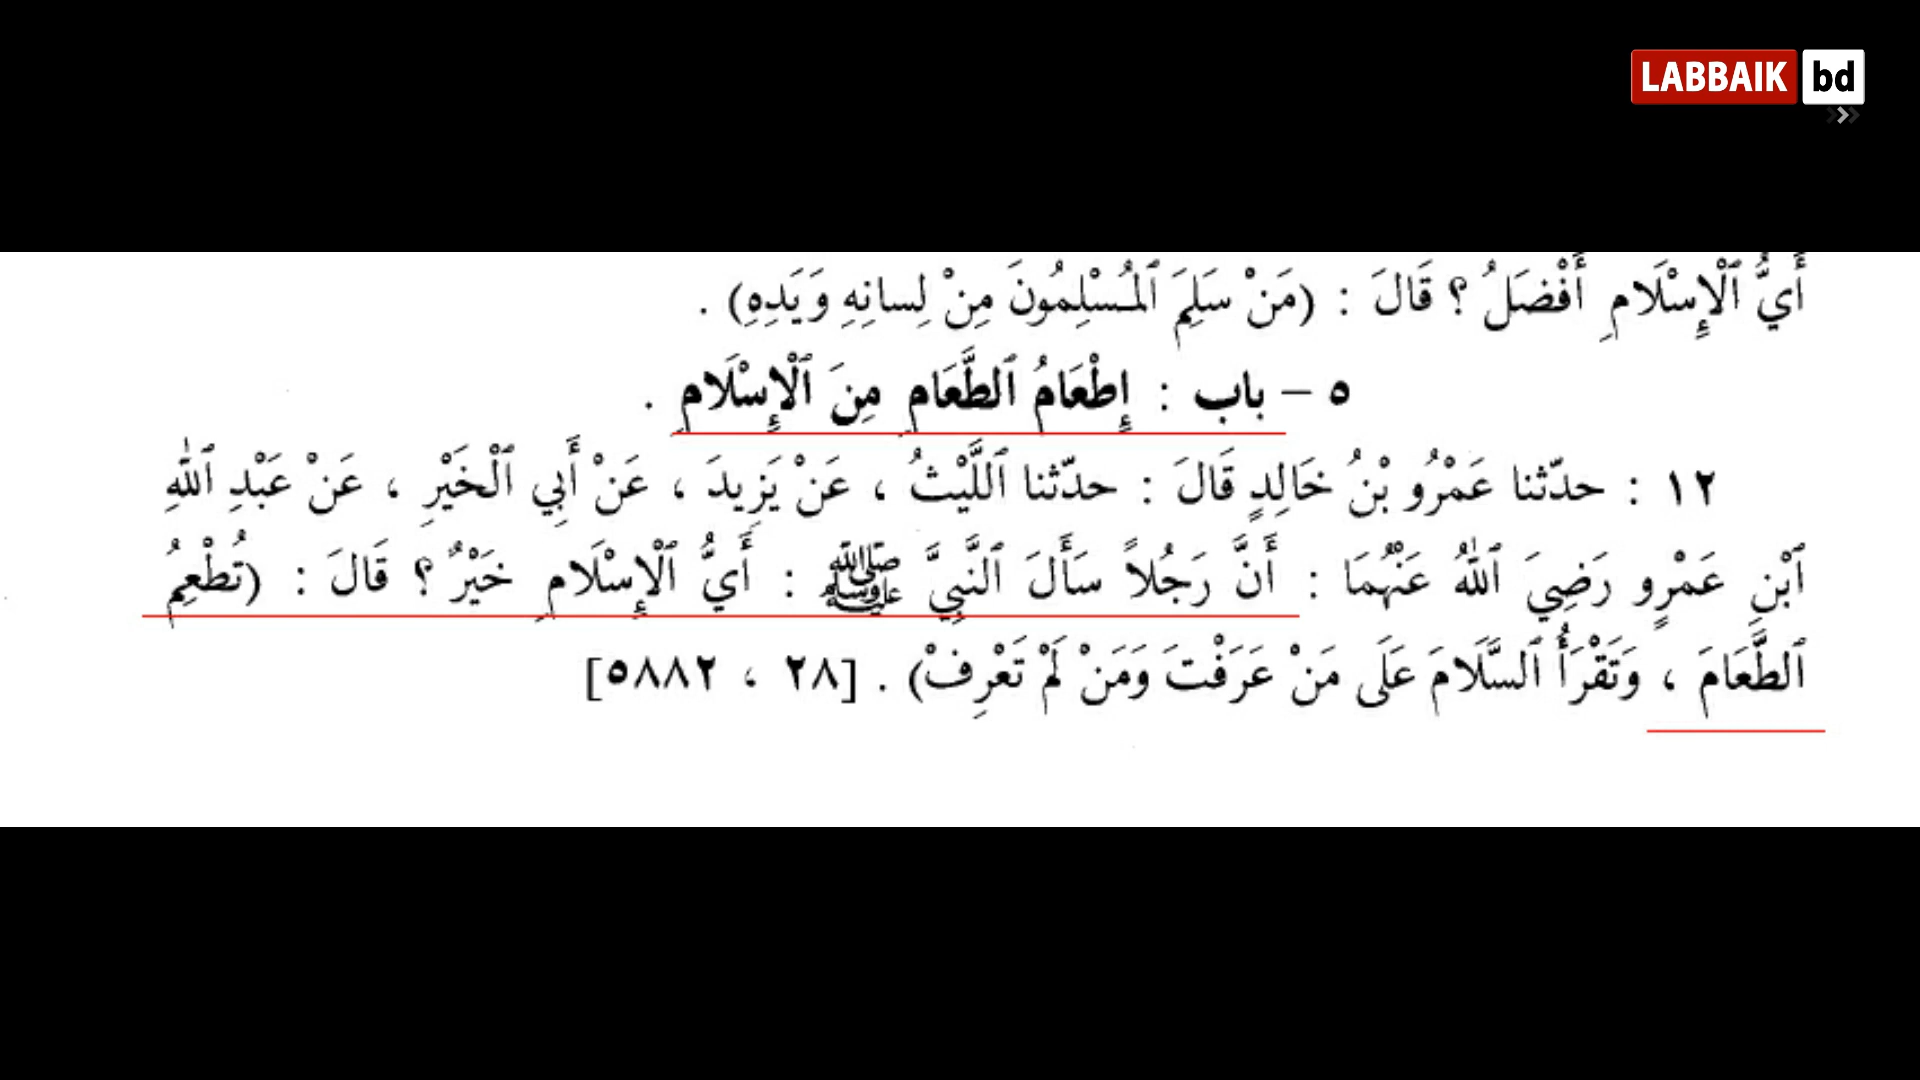 LABBAIK bd
أَيُّ ٱلْإِسْلَامِ أَفْضَلُ ؟ قَالَ : (مَنْ سَلِمَ ٱلْمُسْلِمُونَ مِنْ لِسانِهِ وَيَدِهِ) .
٥ – باب : إِطْعَامُ ٱلطَّعَامِ مِنَ ٱلْإِسْلَامِ .
١٢ : حدّثنا عَمْرُو بْنُ خَالِدٍ قَالَ : حدّثنا ٱللَّيْثُ ، عَنْ يَزِيدَ ، عَنْ أَبِي ٱلْخَيْرِ ، عَنْ عَبْدِ ٱللهِ
ٱبْنِ عَمْرٍو رَضِيَ ٱللهُ عَنْهُمَا : أَنَّ رَجُلاً سَأَلَ ٱلنَّبِيَّ ﷺ : أَيُّ ٱلْإِسْلَامِ خَيْرٌ ؟ قَالَ : (تُطْعِمُ
ٱلطَّعَامَ ، وَتَقْرَأُ ٱلسَّلَامَ عَلَى مَنْ عَرَفْتَ وَمَنْ لَمْ تَعْرِفْ) . [٢٨ ، ٥٨٨٢]